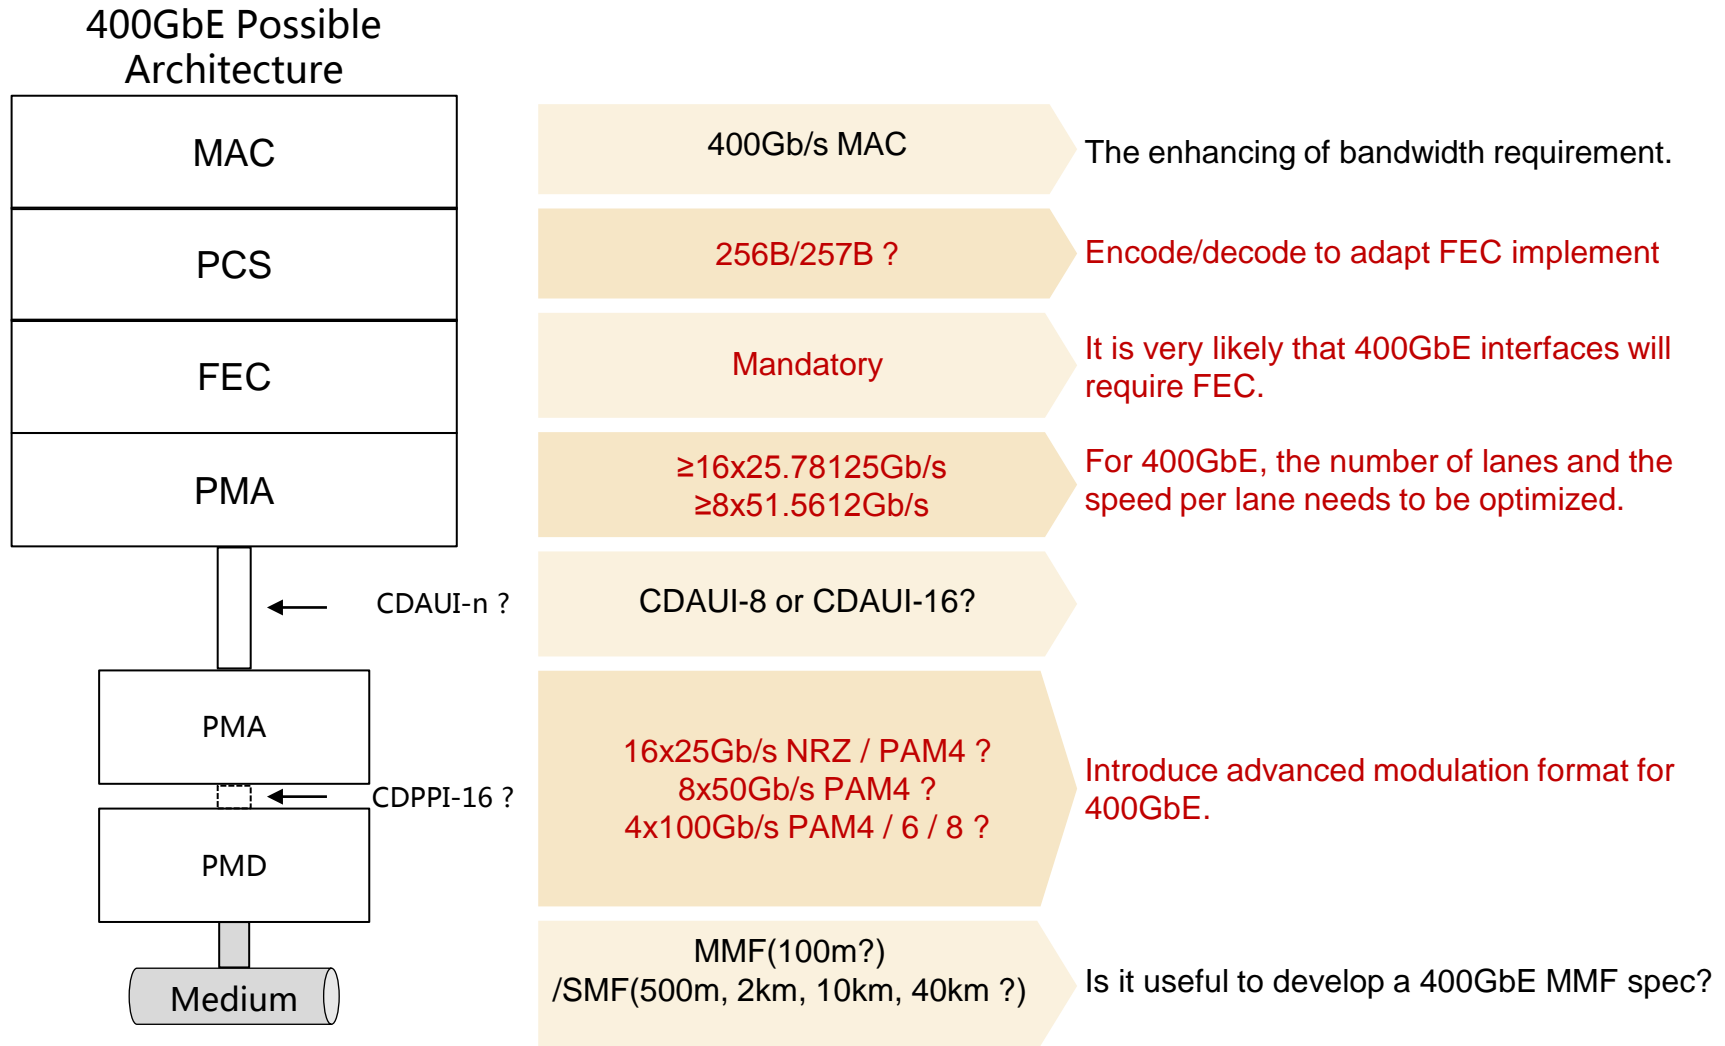 400GbE Possible
Architecture
MAC
400Gb/s MAC
The enhancing of bandwidth requirement.
PCS
256B/257B ?
Encode/decode to adapt FEC implement
FEC
Mandatory
It is very likely that 400GbE interfaces will
require FEC.
PMA
≥16x25.78125Gb/s
≥8x51.5612Gb/s
For 400GbE, the number of lanes and the
speed per lane needs to be optimized.
CDAUI-n ?
CDAUI-8 or CDAUI-16?
PMA
CDPPI-16 ?
PMD
16x25Gb/s NRZ / PAM4 ?
8x50Gb/s PAM4 ?
4x100Gb/s PAM4 / 6 / 8 ?
Introduce advanced modulation format for
400GbE.
Medium
MMF(100m?)
/SMF(500m, 2km, 10km, 40km ?)
Is it useful to develop a 400GbE MMF spec?